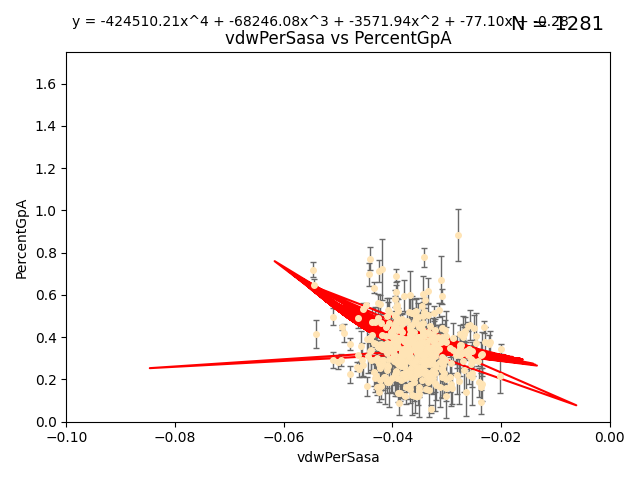 y = -424510.21x^4 + -68246.08x^3 + -3571.94x^2 + -77.10x + -0.28
N = 1281
vdwPerSasa vs PercentGpA
PercentGpA
1.6
1.4
1.2
1.0
0.8
0.6
0.4
0.2
0.0
−0.10 −0.08 −0.06 −0.04 −0.02 0.00
vdwPerSasa